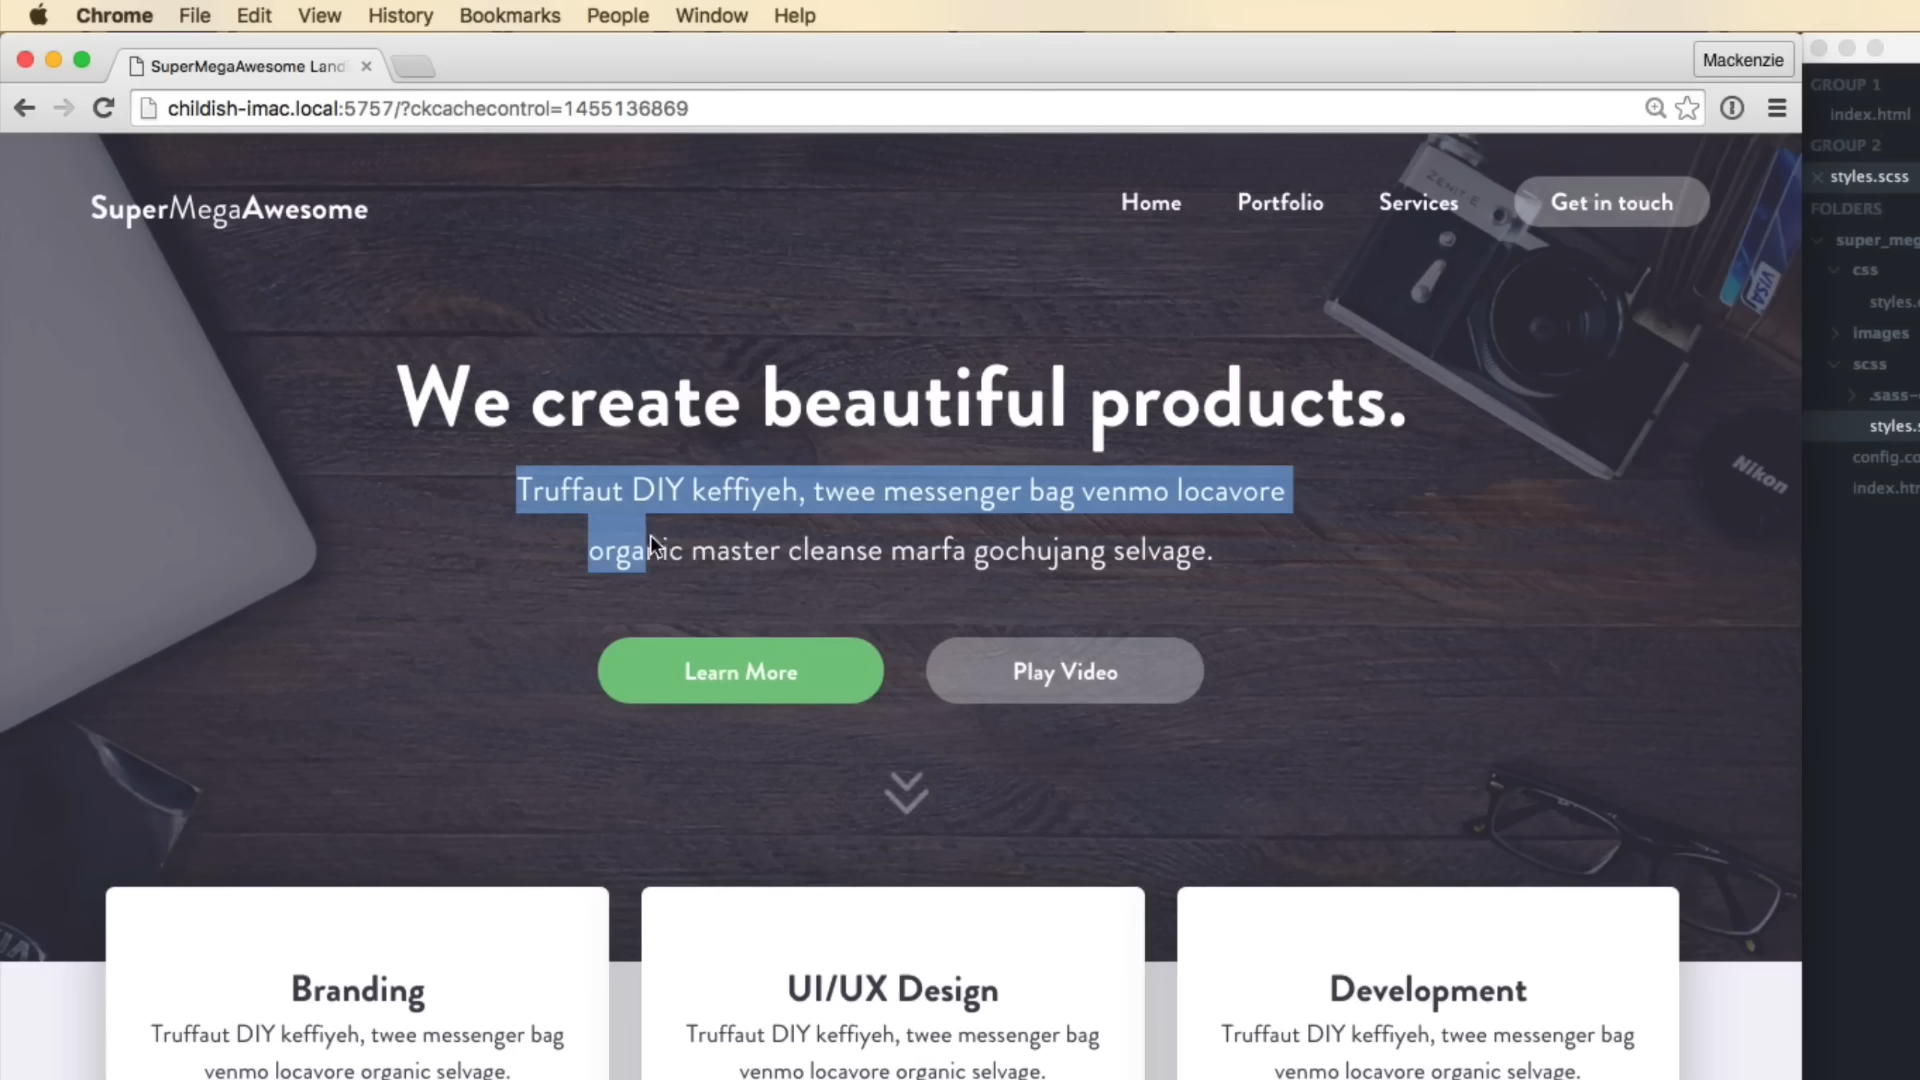 Chrome File Edit View History Bookmarks People Window Help
SuperMegaAwesome Land
Mackenzie
childish-imac.local:5757/?ckcachecontrol=1455136869
SuperMegaAwesome
Home Portfolio Services Get in touch
We create beautiful products.
Truffaut DIY keffiyeh, twee messenger bag venmo locavore
organic master cleanse marfa gochujang selvage.
Learn More Play Video
ZENIT E
VISA
Nikon
Branding
Truffaut DIY keffiyeh, twee messenger bag
venmo locavore organic selvage.
UI/UX Design
Truffaut DIY keffiyeh, twee messenger bag
venmo locavore organic selvage.
Development
Truffaut DIY keffiyeh, twee messenger bag
venmo locavore organic selvage.
GROUP 1
index.html
GROUP 2
styles.scss
FOLDERS
super_meg
css
styles.
images
scss
.sass-
styles.s
config.co
index.htm